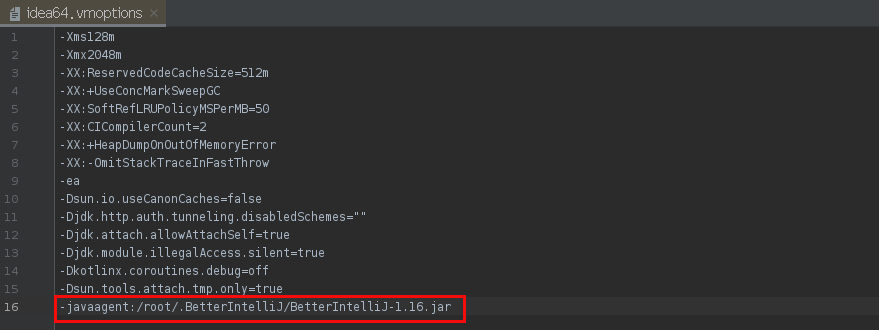 idea64.vmoptions
1 -Xms128m
2 -Xmx2048m
3 -XX:ReservedCodeCacheSize=512m
4 -XX:+UseConcMarkSweepGC
5 -XX:SoftRefLRUPolicyMSPerMB=50
6 -XX:CICompilerCount=2
7 -XX:+HeapDumpOnOutOfMemoryError
8 -XX:-OmitStackTraceInFastThrow
9 -ea
10 -Dsun.io.useCanonCaches=false
11 -Djdk.http.auth.tunneling.disabledSchemes=""
12 -Djdk.attach.allowAttachSelf=true
13 -Djdk.module.illegalAccess.silent=true
14 -Dkotlinx.coroutines.debug=off
15 -Dsun.tools.attach.tmp.only=true
16 -javaagent:/root/.BetterIntelliJ/BetterIntelliJ-1.16.jar